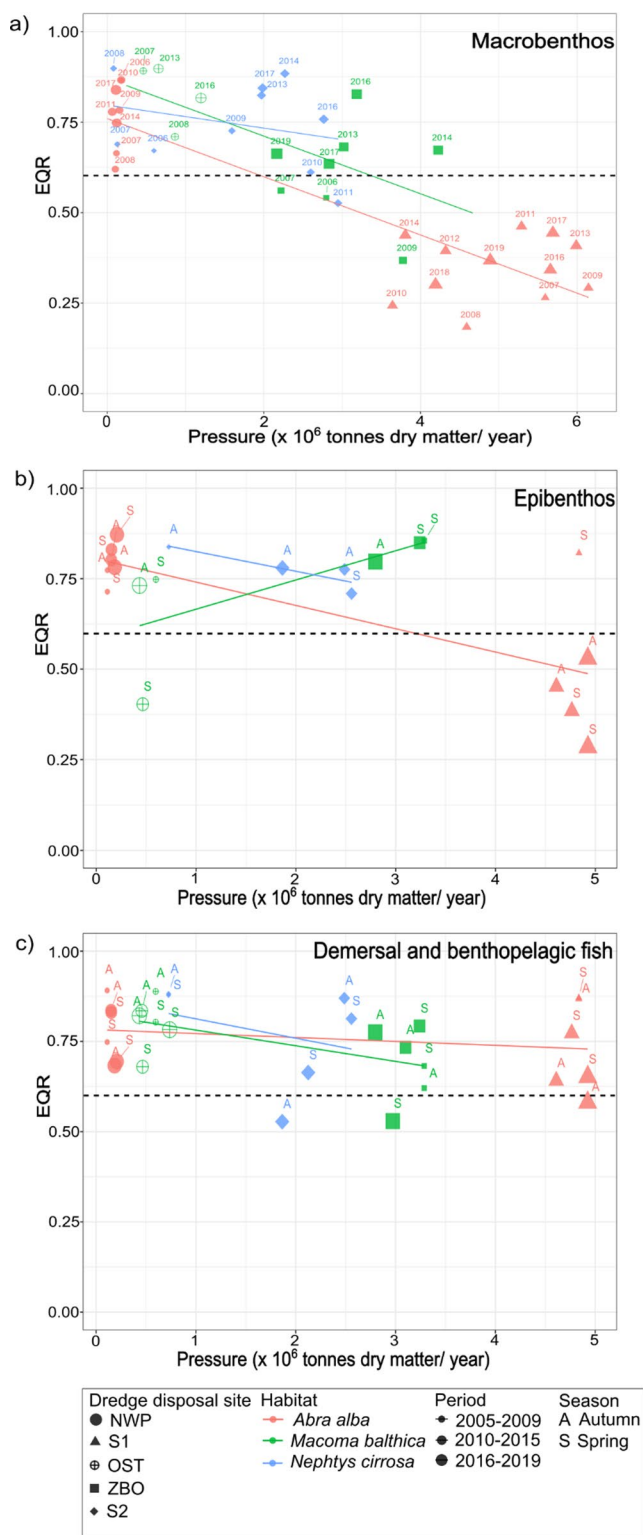 a)
Macrobenthos
2008
2006
2010
2017
2009
2011
2014
2007
2007
2008
2006
2007
2013
2016
2008
2009
2017
2013
2014
2016
2010
2011
2016
2013
2019
2017
2007
2006
2014
2009
2014
2012
2010
2018
2008
2019
2011
2017
2013
2016
2007
2009
1.00
0.75
0.50
0.25
0.00
EQR
0 2 4 6
Pressure (x 10⁶ tonnes dry matter/ year)
b)
Epibenthos
S
A
S
A
A
S
A
S
S
A
A
A
S
A
S
S
S
A
A
S
S
1.00
0.75
0.50
0.25
0.00
EQR
0 1 2 3 4 5
Pressure (x 10⁶ tonnes dry matter/ year)
c)
Demersal and benthopelagic fish
A
A
S
S
A
S
A
A
S
S
S
A
S
A
S
S
A
A
S
S
A
S
S
A
S
A
S
A
1.00
0.75
0.50
0.25
0.00
EQR
0 1 2 3 4 5
Pressure (x 10⁶ tonnes dry matter/ year)
Dredge disposal site
NWP
S1
OST
ZBO
S2
Habitat
Abra alba
Macoma balthica
Nephtys cirrosa
Period
2005-2009
2010-2015
2016-2019
Season
A Autumn
S Spring